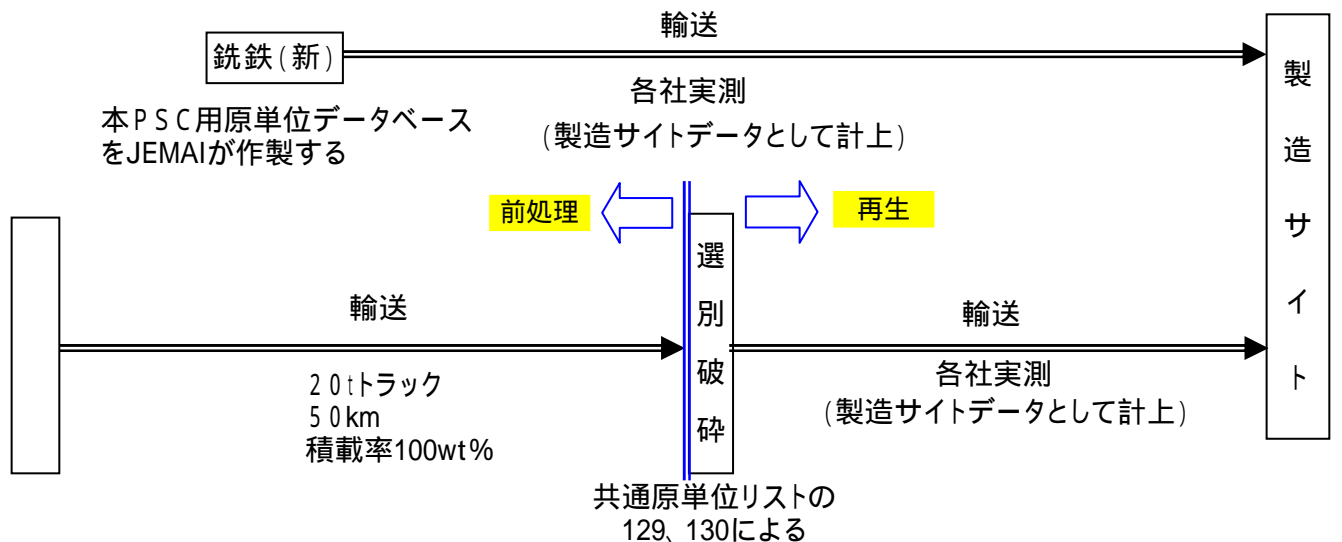 輸送
銑鉄(新)
各社実測
(製造サイトデータとして計上)
本PSC用原単位データベース
をJEMAIが作製する
製造サイト
前処理
再生
選別破砕
輸送
20tトラック
50km
積載率100wt%
輸送
各社実測
(製造サイトデータとして計上)
共通原単位リストの
129、130による